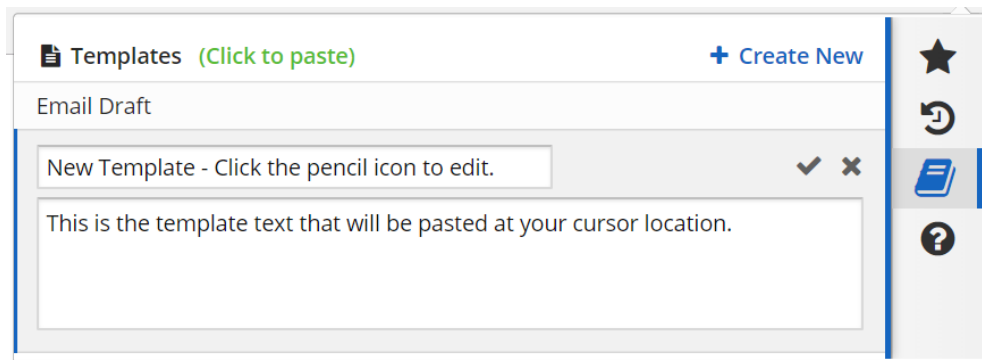 Templates (Click to paste) + Create New
Email Draft
New Template - Click the pencil icon to edit.
This is the template text that will be pasted at your cursor location.